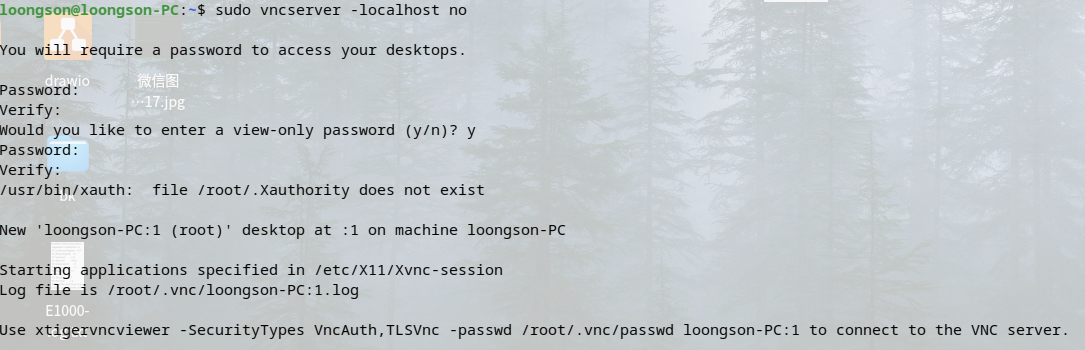 loongson@loongson-PC:~$ sudo vncserver -localhost no
You will require a password to access your desktops.
drawio
微信图
…17.jpg
Password:
Verify:
Would you like to enter a view-only password (y/n)? y
Password:
Verify:
/usr/bin/xauth:  file /root/.Xauthority does not exist
New 'loongson-PC:1 (root)' desktop at :1 on machine loongson-PC
Starting applications specified in /etc/X11/Xvnc-session
Log file is /root/.vnc/loongson-PC:1.log
E1000-
Use xtigervncviewer -SecurityTypes VncAuth,TLSVnc -passwd /root/.vnc/passwd loongson-PC:1 to connect to the VNC server.